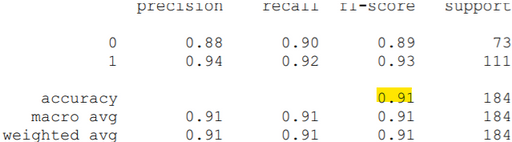 precision recall f1-score support
0 0.88 0.90 0.89 73
1 0.94 0.92 0.93 111
accuracy 0.91 184
macro avg 0.91 0.91 0.91 184
weighted avg 0.91 0.91 0.91 184